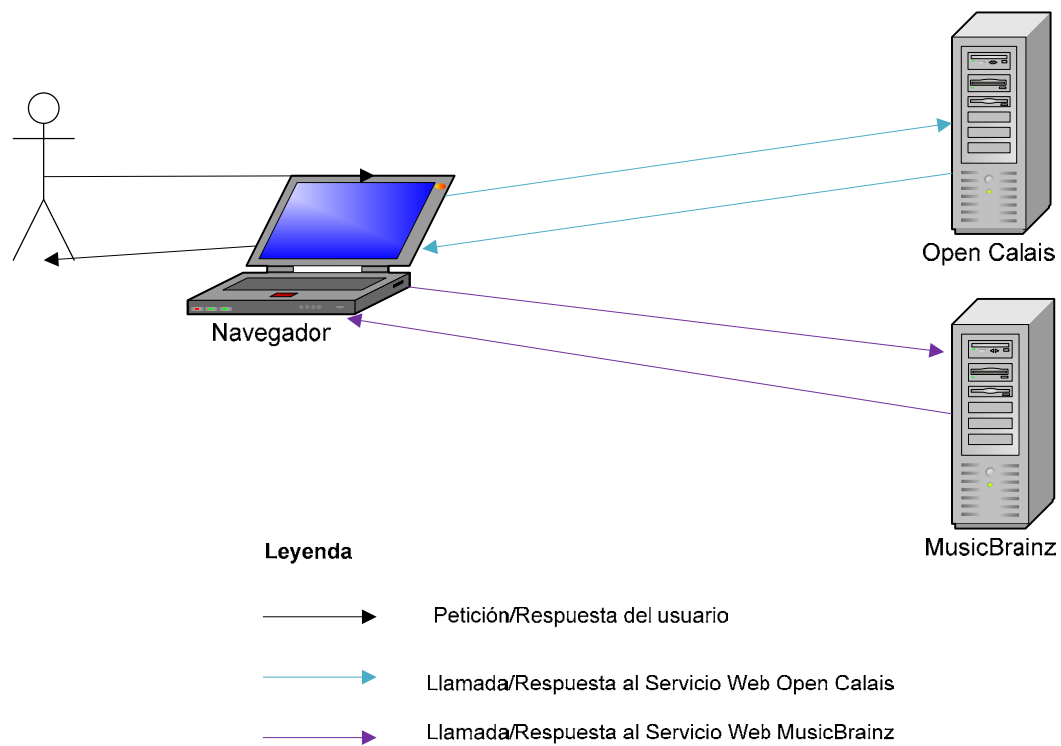 Open Calais
Navegador
MusicBrainz
Leyenda
Petición/Respuesta del usuario
Llamada/Respuesta al Servicio Web Open Calais
Llamada/Respuesta al Servicio Web MusicBrainz